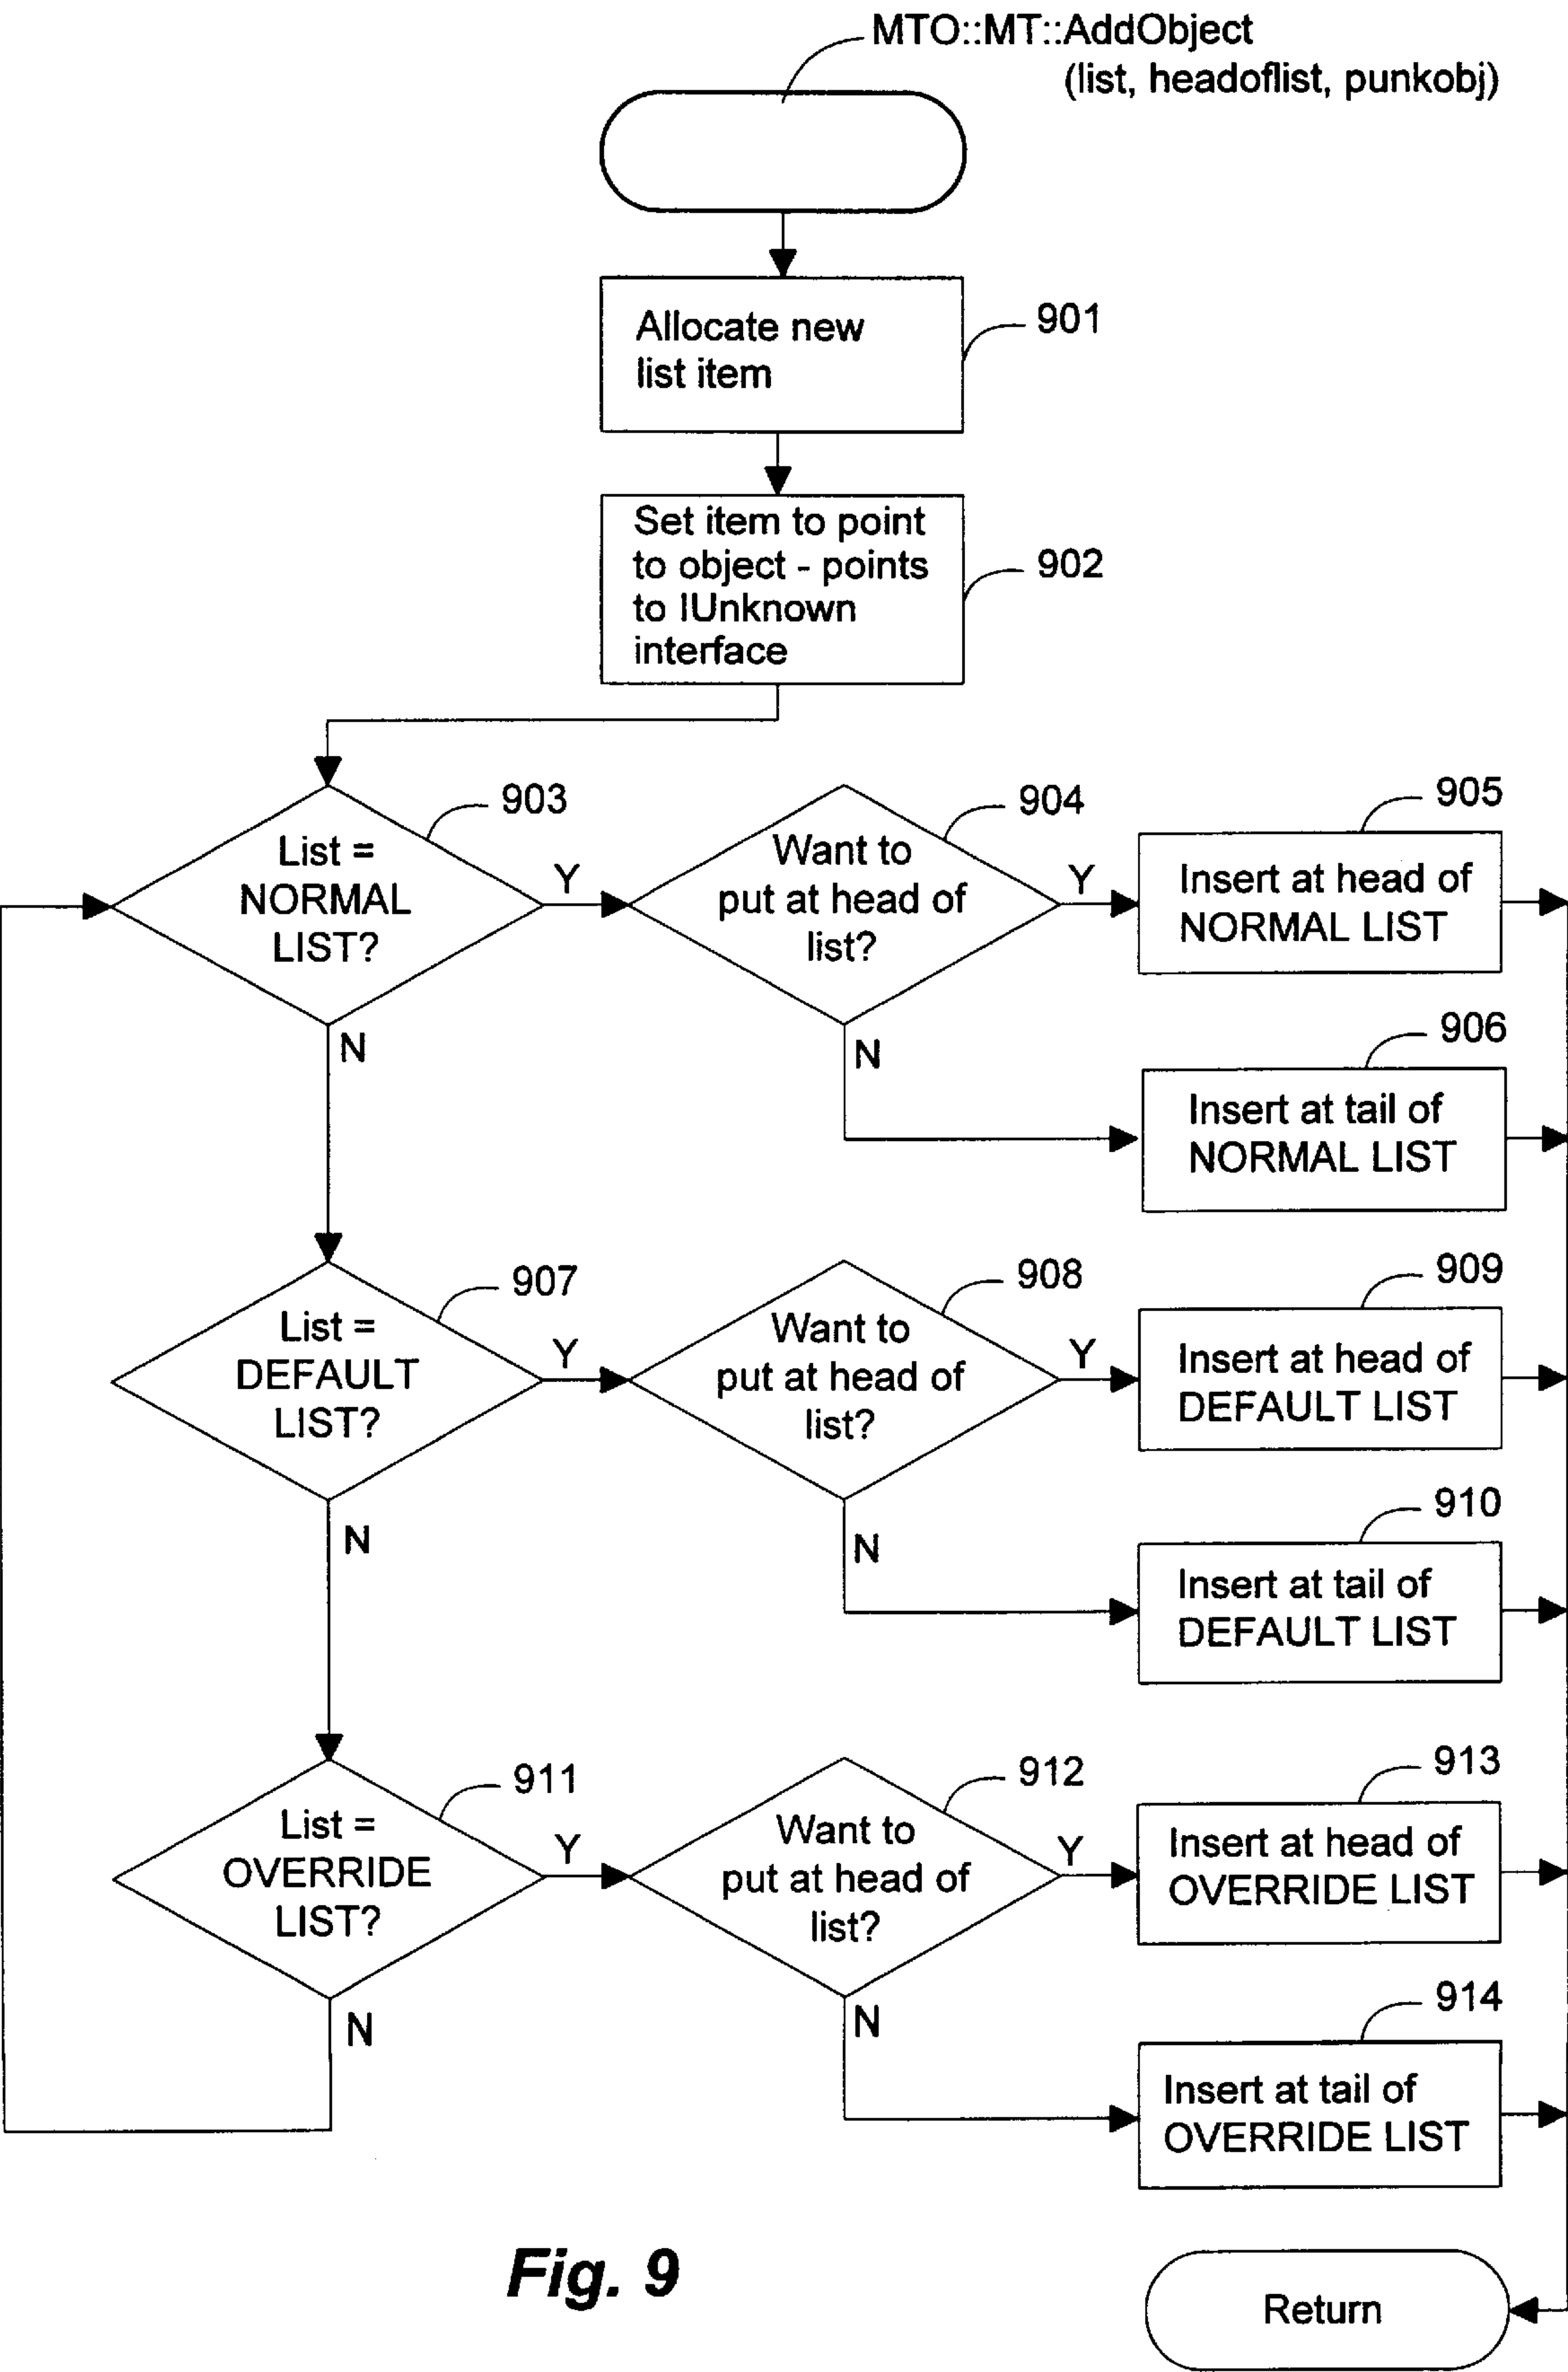 MTO::MT::AddObject
(list, headoflist, punkobj)
Allocate new
list item
901
Set item to point
to object - points
to IUnknown
interface
902
903
List =
NORMAL
LIST?
Y
N
904
Want to
put at head of
list?
Y
N
905
Insert at head of
NORMAL LIST
906
Insert at tail of
NORMAL LIST
907
List =
DEFAULT
LIST?
Y
N
908
Want to
put at head of
list?
Y
N
909
Insert at head of
DEFAULT LIST
910
Insert at tail of
DEFAULT LIST
911
List =
OVERRIDE
LIST?
Y
N
912
Want to
put at head of
list?
Y
N
913
Insert at head of
OVERRIDE LIST
914
Insert at tail of
OVERRIDE LIST
Fig. 9
Return